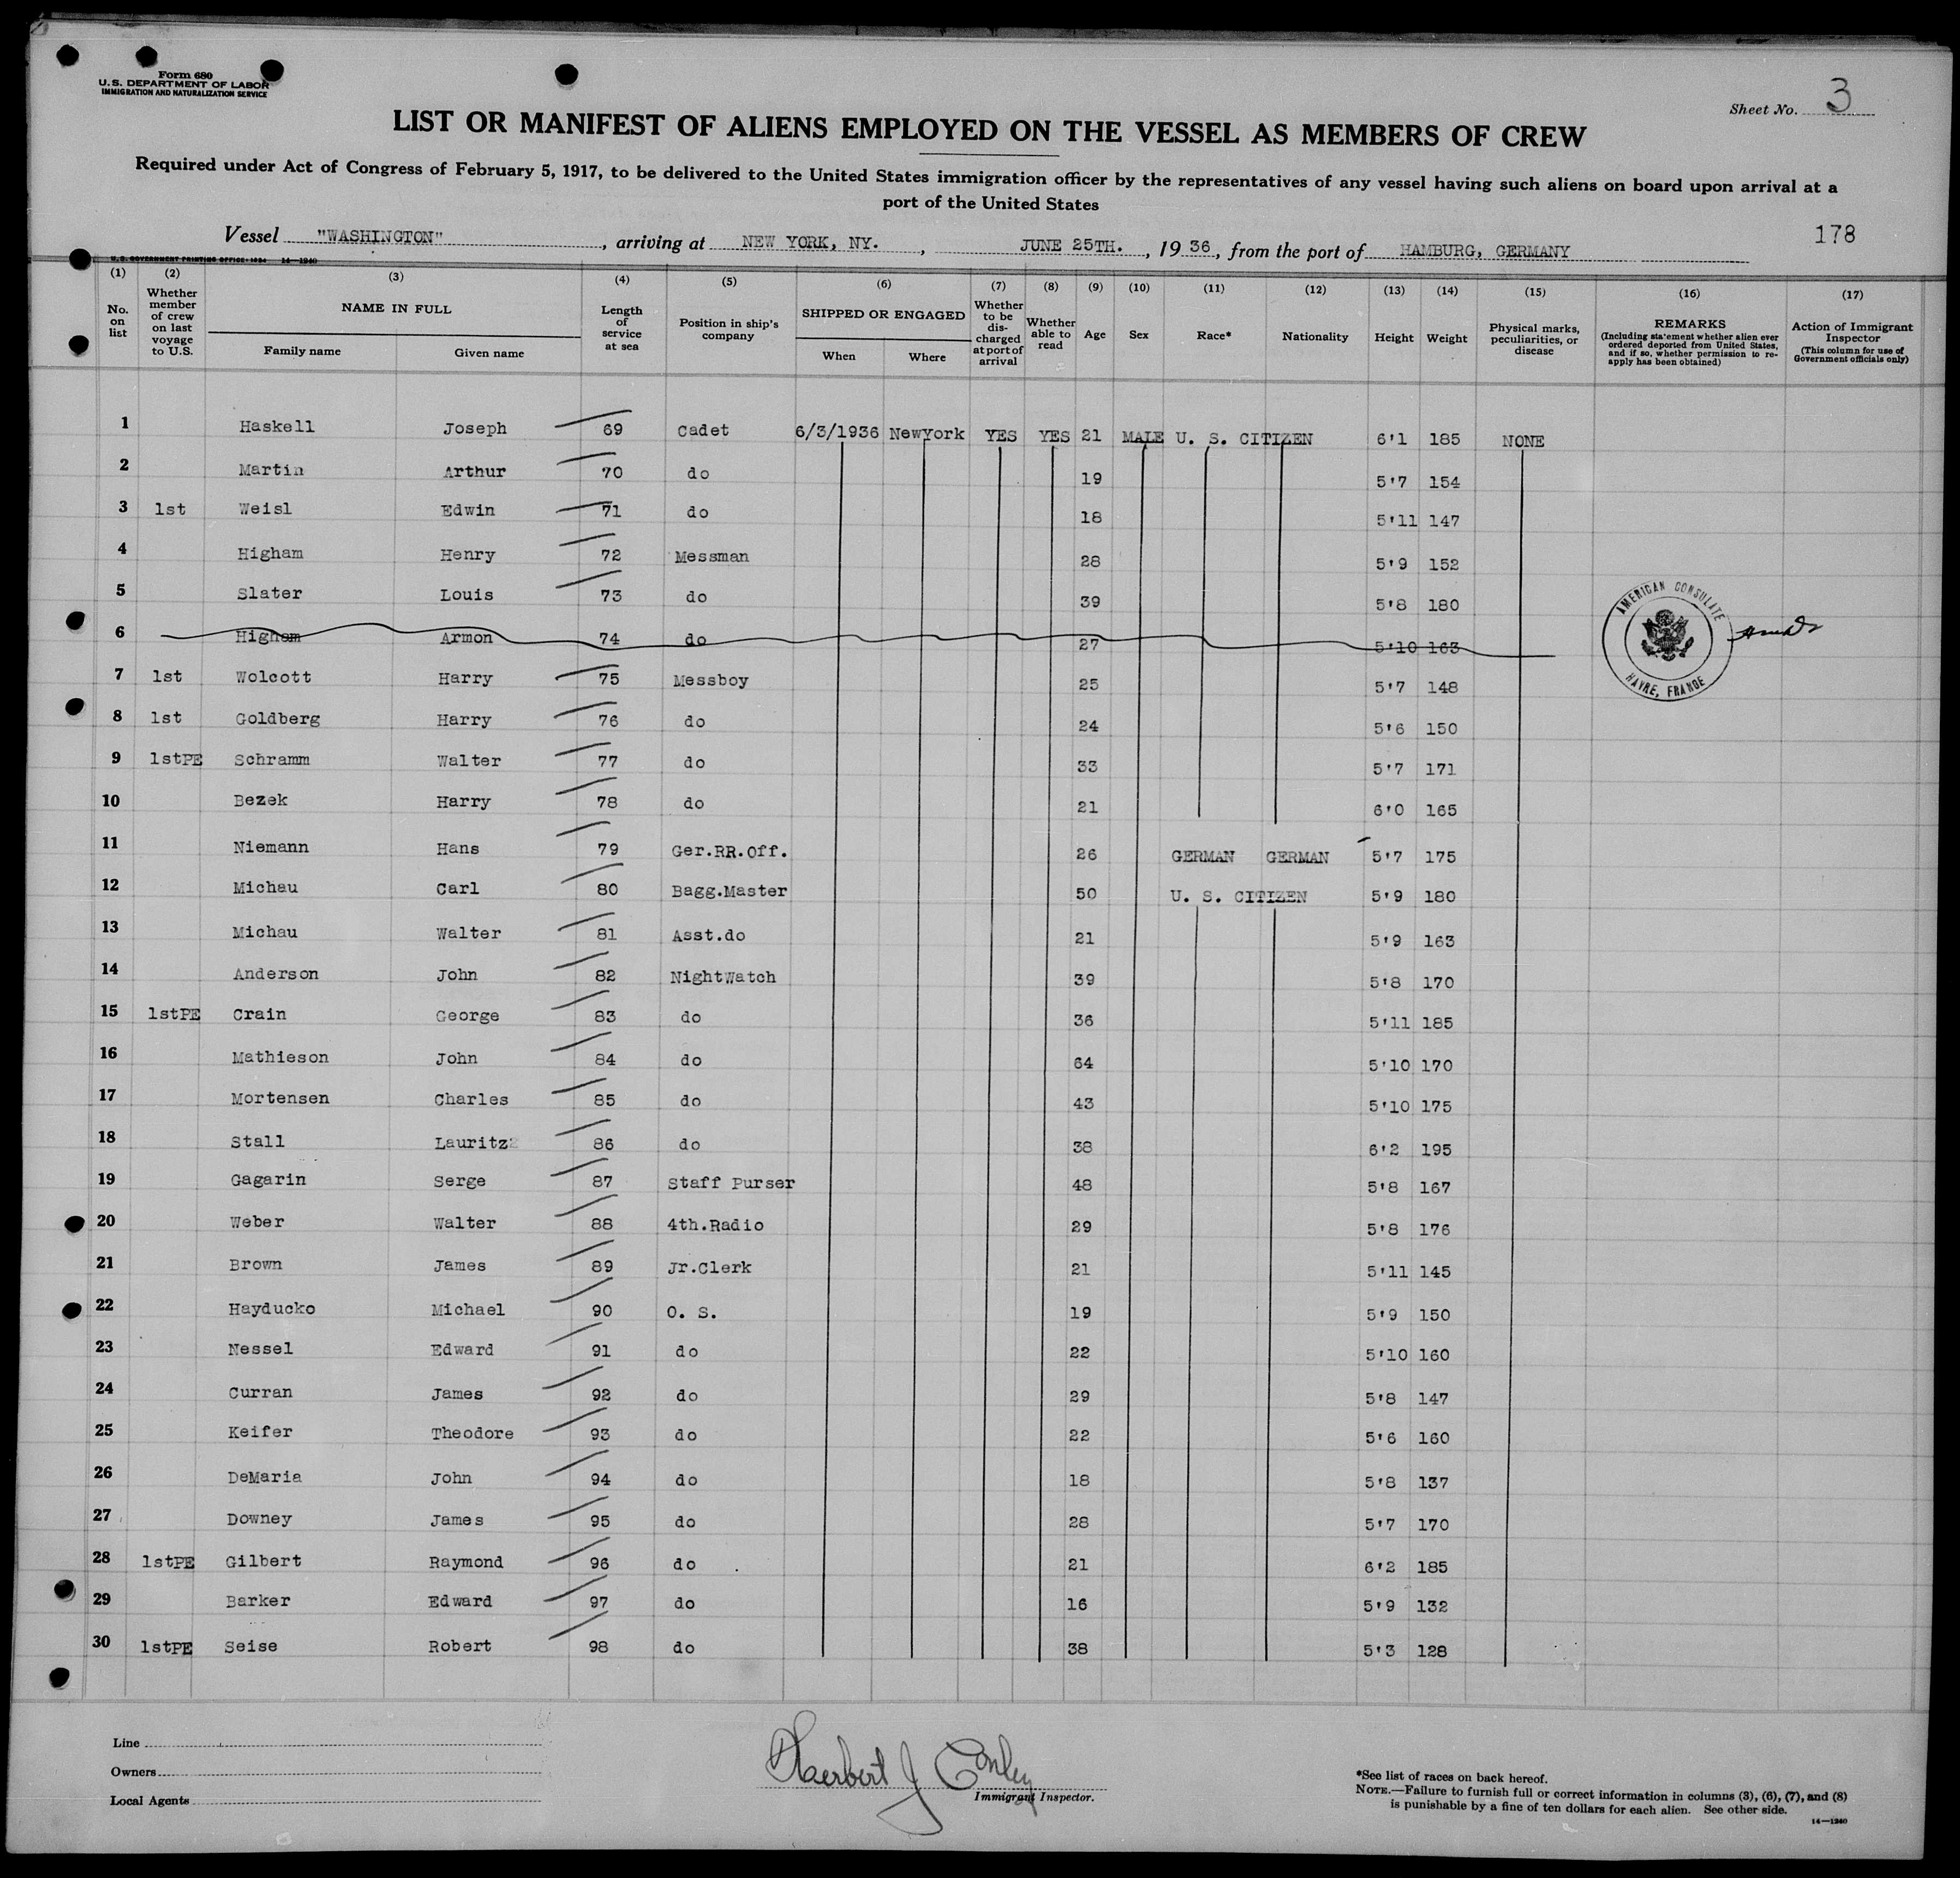 Form 680
U. S. DEPARTMENT OF LABOR
IMMIGRATION AND NATURALIZATION SERVICE
Sheet No. 3
LIST OR MANIFEST OF ALIENS EMPLOYED ON THE VESSEL AS MEMBERS OF CREW
Required under Act of Congress of February 5, 1917, to be delivered to the United States immigration officer by the representatives of any vessel having such aliens on board upon arrival at a
port of the United States
Vessel "WASHINGTON", arriving at NEW YORK, NY., JUNE 25TH., 1936, from the port of HAMBURG, GERMANY
178
U. S. GOVERNMENT PRINTING OFFICE: 1934 14—1240
(1) (2) (3) (4) (5) (6) (7) (8) (9) (10) (11) (12) (13) (14) (15) (16) (17)
No. on list
Whether member of crew on last voyage to U.S.
NAME IN FULL
Family name Given name
Length of service at sea
Position in ship's company
SHIPPED OR ENGAGED
When Where
Whether to be discharged at port of arrival
Whether able to read
Age
Sex
Race*
Nationality
Height
Weight
Physical marks, peculiarities, or disease
REMARKS
(Including statement whether alien ever ordered deported from United States, and if so, whether permission to re-apply has been obtained)
Action of Immigrant Inspector
(This column for use of Government officials only)
1 Haskell Joseph 69 Cadet 6/3/1936 NewYork YES YES 21 MALE U. S. CITIZEN 6'1 185 NONE
2 Martin Arthur 70 do 19 5'7 154
3 1st Weisl Edwin 71 do 18 5'11 147
4 Higham Henry 72 Messman 28 5'9 152
5 Slater Louis 73 do 39 5'8 180
6 Higham Armon 74 do 27 5'10 163
AMERICAN CONSULATE
HAVRE, FRANCE
7 1st Wolcott Harry 75 Messboy 25 5'7 148
8 1st Goldberg Harry 76 do 24 5'6 150
9 1stPE Schramm Walter 77 do 33 5'7 171
10 Bezek Harry 78 do 21 6'0 165
11 Niemann Hans 79 Ger.RR.Off. 26 GERMAN GERMAN 5'7 175
12 Michau Carl 80 Bagg.Master 50 U. S. CITIZEN 5'9 180
13 Michau Walter 81 Asst.do 21 5'9 163
14 Anderson John 82 NightWatch 39 5'8 170
15 1stPE Crain George 83 do 36 5'11 185
16 Mathieson John 84 do 64 5'10 170
17 Mortensen Charles 85 do 43 5'10 175
18 Stall Lauritz 86 do 38 6'2 195
19 Gagarin Serge 87 Staff Purser 48 5'8 167
20 Weber Walter 88 4th.Radio 29 5'8 176
21 Brown James 89 Jr.Clerk 21 5'11 145
22 Hayducko Michael 90 O. S. 19 5'9 150
23 Nessel Edward 91 do 22 5'10 160
24 Curran James 92 do 29 5'8 147
25 Keifer Theodore 93 do 22 5'6 160
26 DeMaria John 94 do 18 5'8 137
27 Downey James 95 do 28 5'7 170
28 1stPE Gilbert Raymond 96 do 21 6'2 185
29 Barker Edward 97 do 16 5'9 132
30 1stPE Seise Robert 98 do 38 5'3 128
Line
Owners
Local Agents
Herbert J Conley
Immigrant Inspector.
*See list of races on back hereof.
NOTE.—Failure to furnish full or correct information in columns (3), (6), (7), and (8)
is punishable by a fine of ten dollars for each alien. See other side.
14—1240